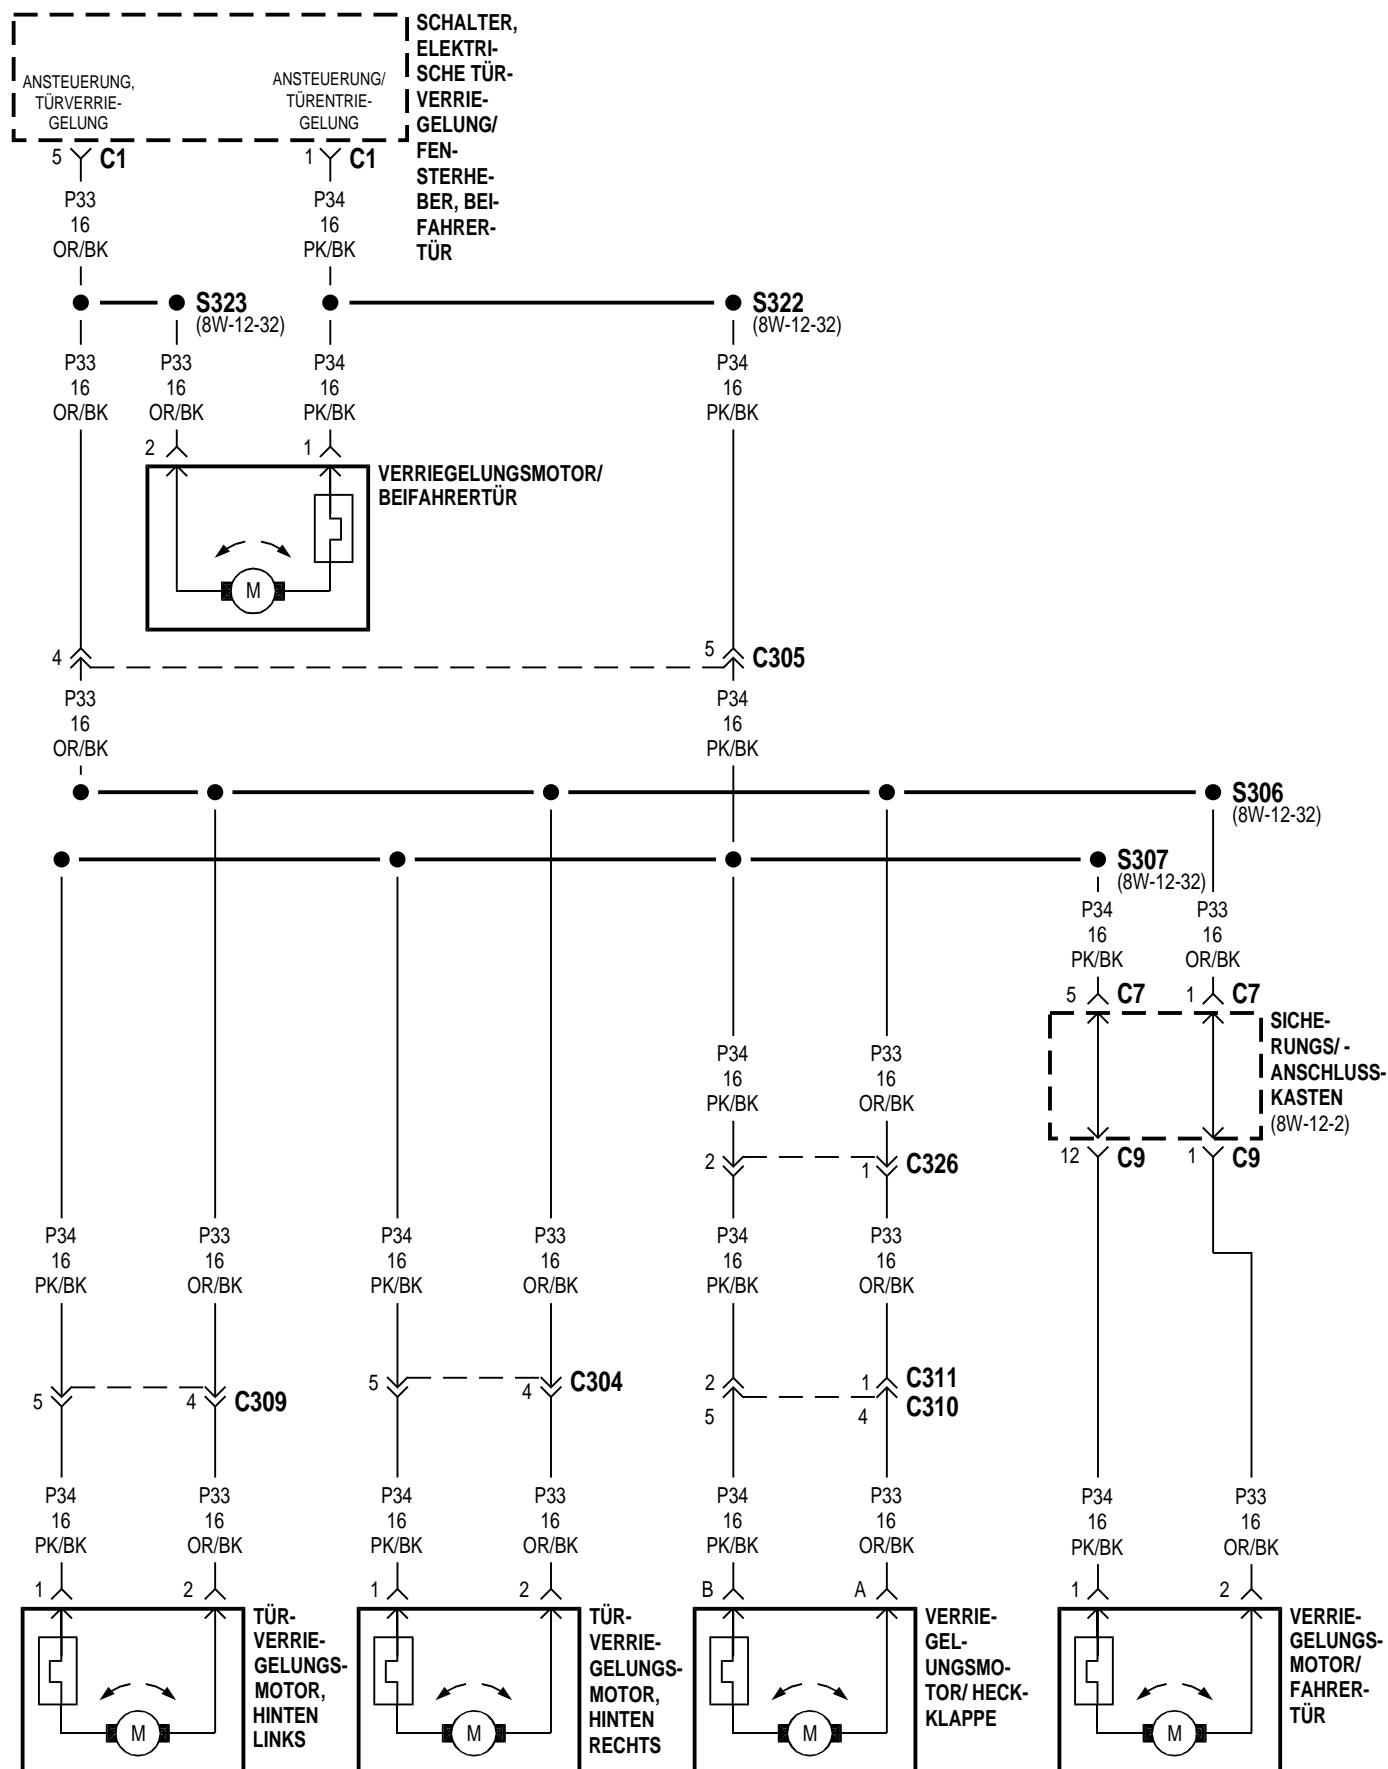 SCHALTER,
ELEKTRI-
SCHE TÜR-
VERRIE-
GELUNG/
FEN-
STERHE-
BER, BEI-
FAHRER-
TÜR
ANSTEUERUNG,
TÜRVERRIE-
GELUNG
ANSTEUERUNG/
TÜRENTRIE-
GELUNG
5 C1 1 C1
P33 P34
16 16
OR/BK PK/BK
S323 S322
(8W-12-32) (8W-12-32)
P33 P33 P34 P34
16 16 16 16
OR/BK OR/BK PK/BK PK/BK
2 1
VERRIEGELUNGSMOTOR/
BEIFAHRERTÜR
M
4 5 C305
P33 P34
16 16
OR/BK PK/BK
S306
(8W-12-32)
S307
(8W-12-32)
P34 P33
16 16
PK/BK OR/BK
5 C7 1 C7
SICHE-
RUNGS/ -
ANSCHLUSS-
KASTEN
(8W-12-2)
P34 P33
16 16
PK/BK OR/BK
12 C9 1 C9
2 1 C326
P34 P33 P34 P33 P34 P33
16 16 16 16 16 16
PK/BK OR/BK PK/BK OR/BK PK/BK OR/BK
5 4 C309
5 4 C304
2 1 C311
5 4 C310
P34 P33 P34 P33 P34 P33 P34 P33
16 16 16 16 16 16 16 16
PK/BK OR/BK PK/BK OR/BK PK/BK OR/BK PK/BK OR/BK
1 2 1 2 B A 1 2
TÜR-
VERRIE-
GELUNGS-
MOTOR,
HINTEN
LINKS
M
TÜR-
VERRIE-
GELUNGS-
MOTOR,
HINTEN
RECHTS
M
VERRIE-
GEL-
UNGSMO-
TOR/ HECK-
KLAPPE
M
VERRIE-
GELUNGS-
MOTOR/
FAHRER-
TÜR
M